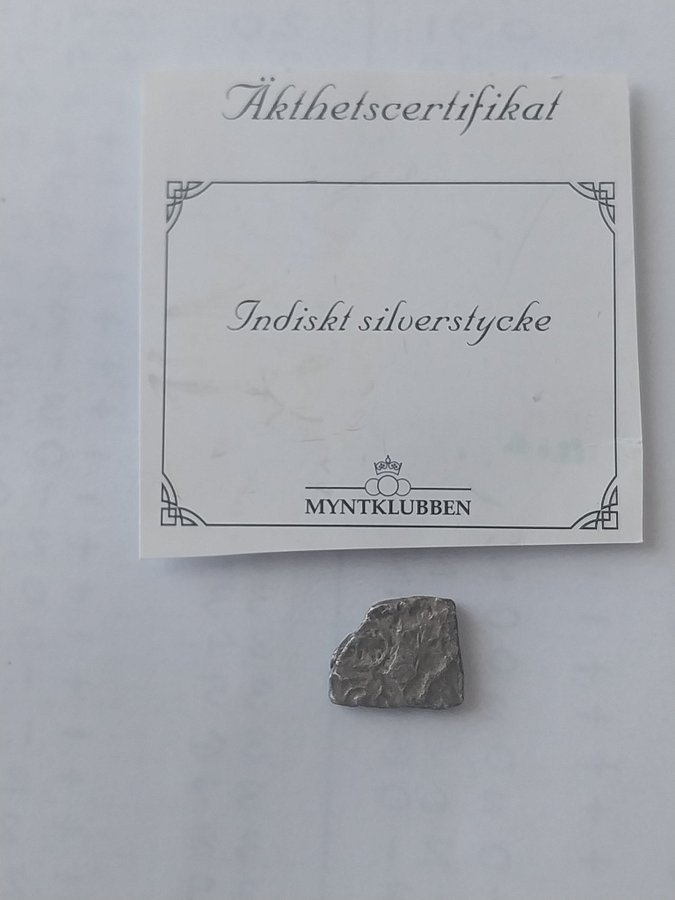 Äkthetscertifikat
Indiskt silverstycke
MYNTKLUBBEN